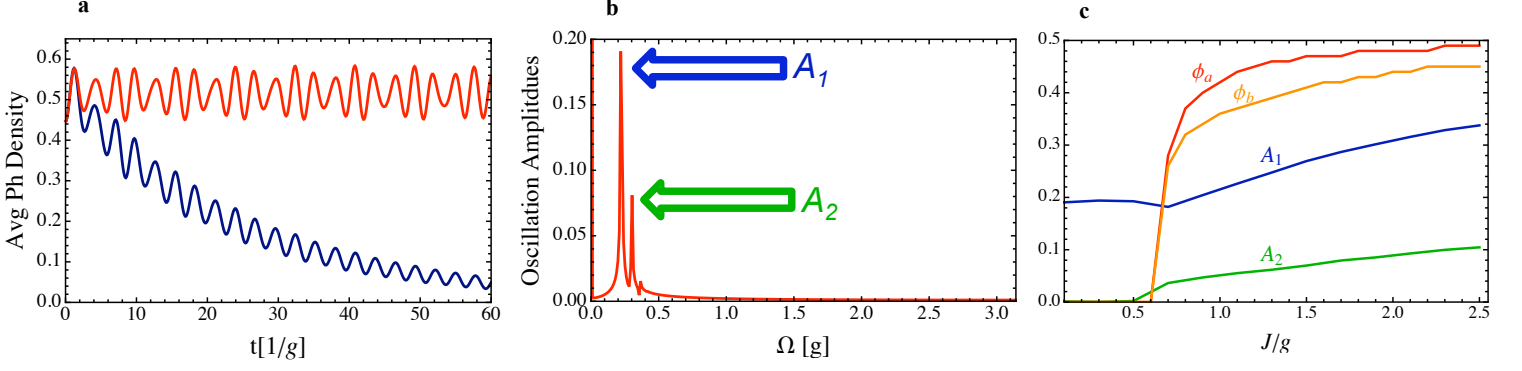 a
Avg Ph Density
0.6
0.5
0.4
0.3
0.2
0.1
0.0
0 10 20 30 40 50 60
t[1/g]
b
Oscillation Amplitdues
0.20
0.15
0.10
0.05
0.00
A1
A2
0.0 0.5 1.0 1.5 2.0 2.5 3.0
Ω [g]
c
0.5
0.4
0.3
0.2
0.1
0.0
ϕa
ϕb
A1
A2
0.5 1.0 1.5 2.0 2.5
J/g